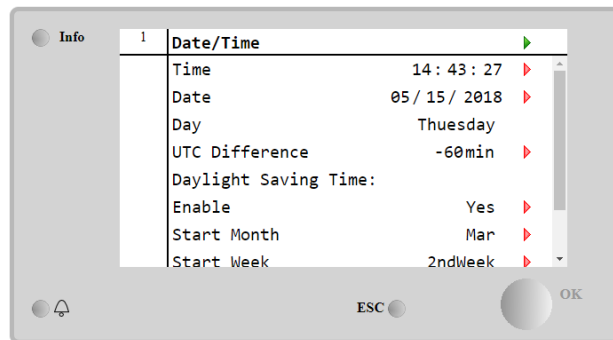 Info
1 Date/Time
Time 14:43:27
Date 05/15/2018
Day Thuesday
UTC Difference -60min
Daylight Saving Time:
Enable Yes
Start Month Mar
Start Week 2ndWeek
ESC
OK